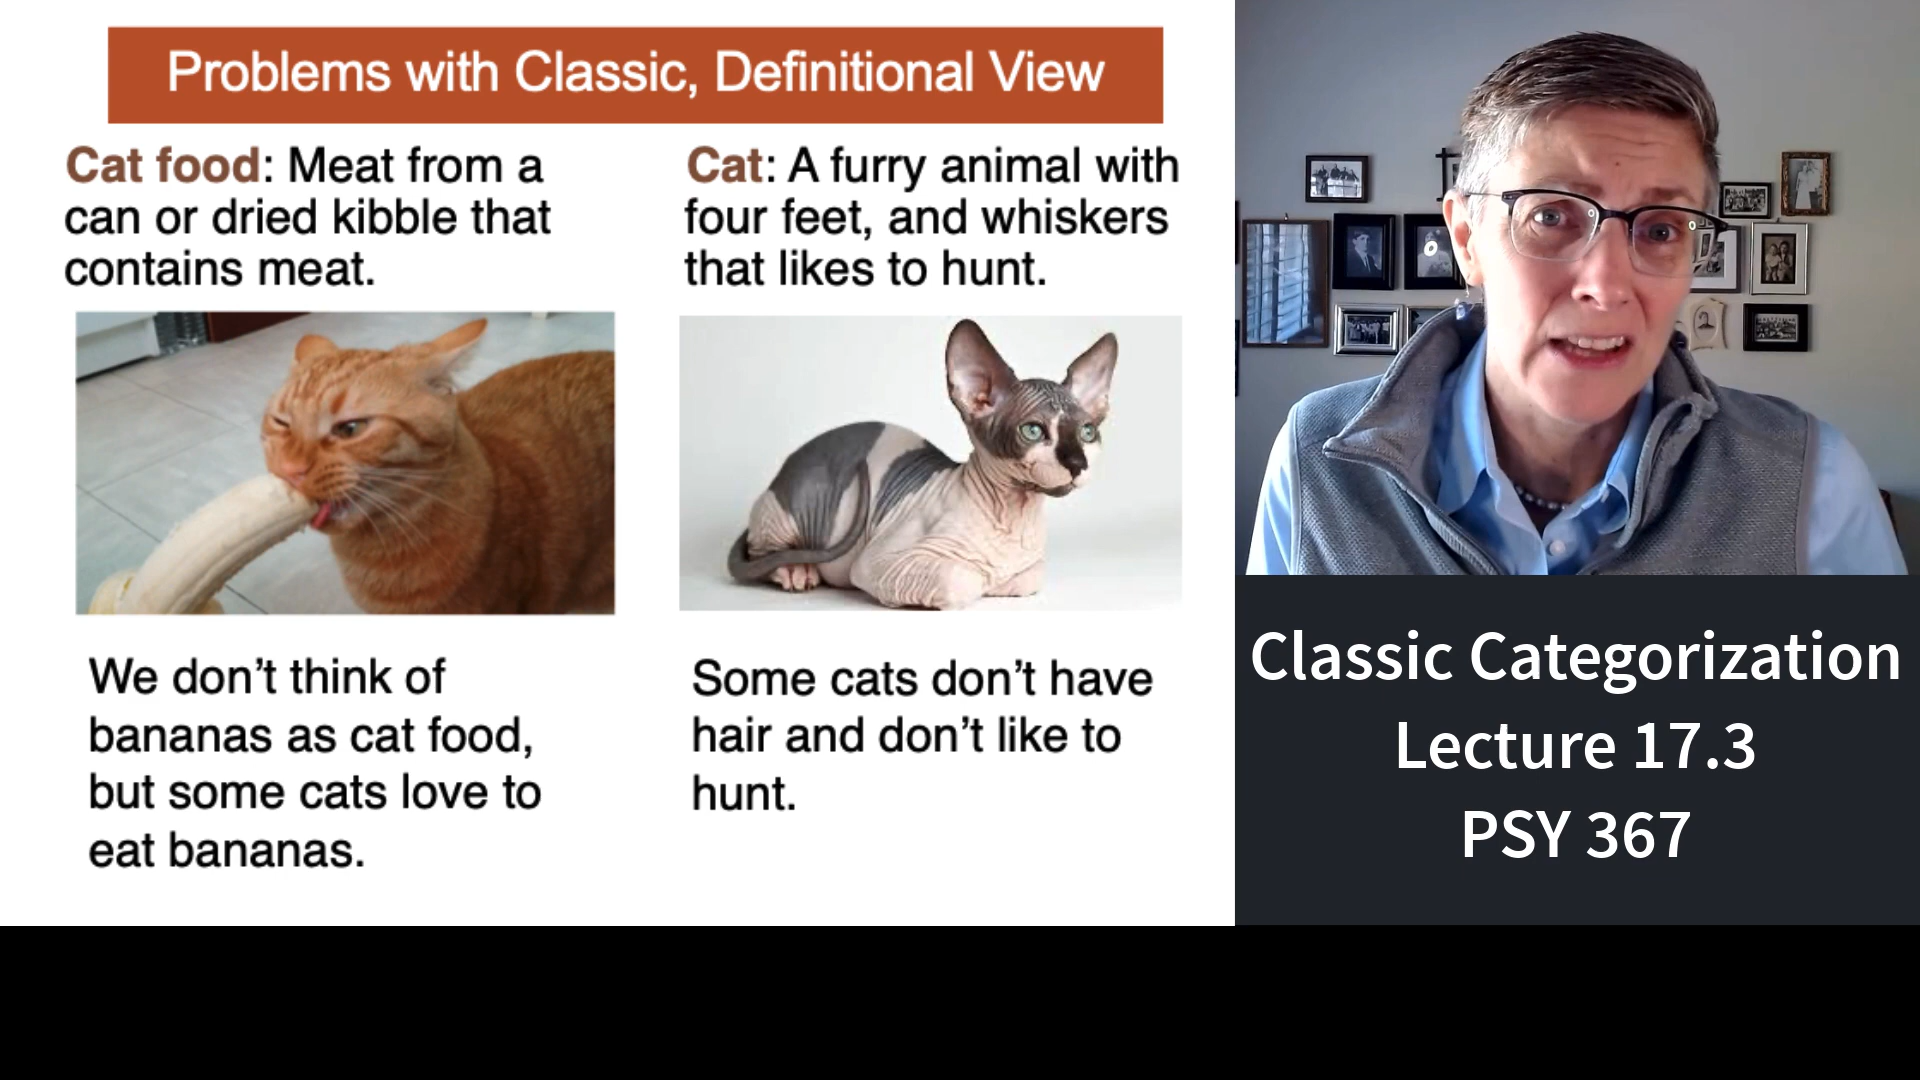 Problems with Classic, Definitional View
Cat food: Meat from a
can or dried kibble that
contains meat.
Cat: A furry animal with
four feet, and whiskers
that likes to hunt.
We don’t think of
bananas as cat food,
but some cats love to
eat bananas.
Some cats don’t have
hair and don’t like to
hunt.
Classic Categorization
Lecture 17.3
PSY 367